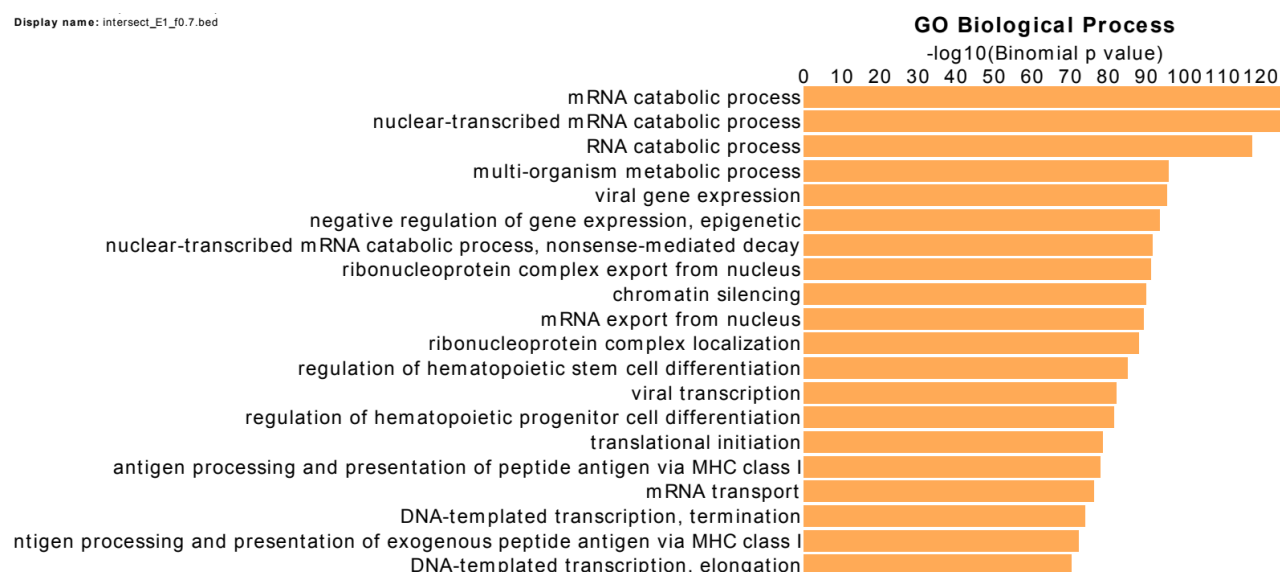 Display name: intersect_E1_f0.7.bed
GO Biological Process
-log10(Binomial p value)
0 10 20 30 40 50 60 70 80 90 100 110 120
mRNA catabolic process
nuclear-transcribed mRNA catabolic process
RNA catabolic process
multi-organism metabolic process
viral gene expression
negative regulation of gene expression, epigenetic
nuclear-transcribed mRNA catabolic process, nonsense-mediated decay
ribonucleoprotein complex export from nucleus
chromatin silencing
mRNA export from nucleus
ribonucleoprotein complex localization
regulation of hematopoietic stem cell differentiation
viral transcription
regulation of hematopoietic progenitor cell differentiation
translational initiation
antigen processing and presentation of peptide antigen via MHC class I
mRNA transport
DNA-templated transcription, termination
ntigen processing and presentation of exogenous peptide antigen via MHC class I
DNA-templated transcription, elongation